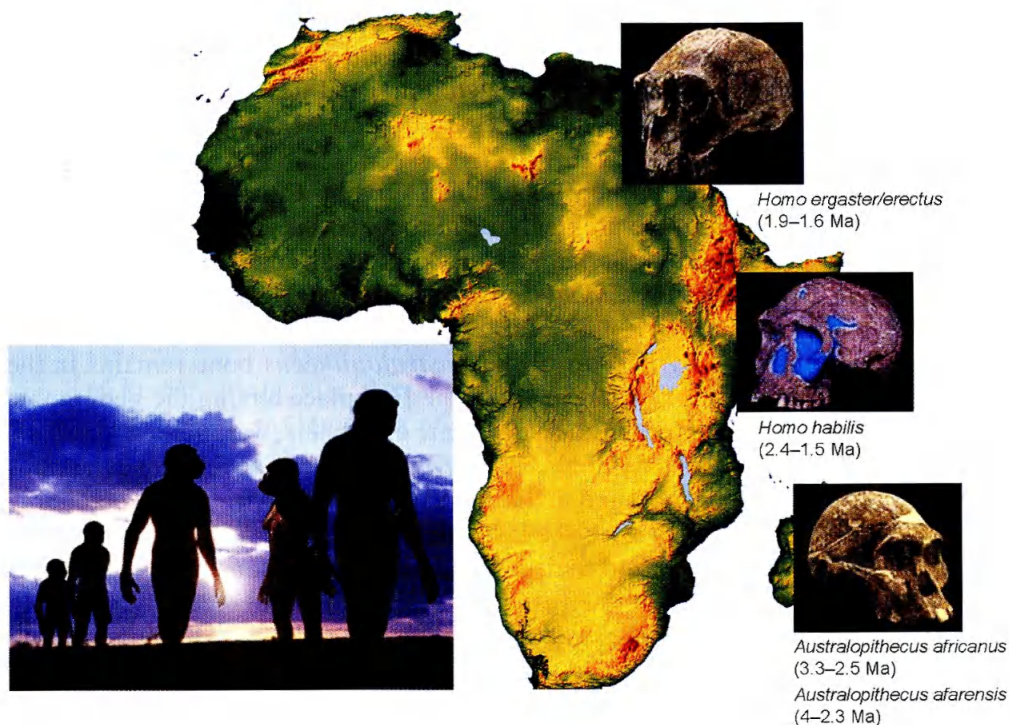 Homo ergaster/erectus
(1.9–1.6 Ma)
Homo habilis
(2.4–1.5 Ma)
Australopithecus africanus
(3.3–2.5 Ma)
Australopithecus afarensis
(4–2.3 Ma)